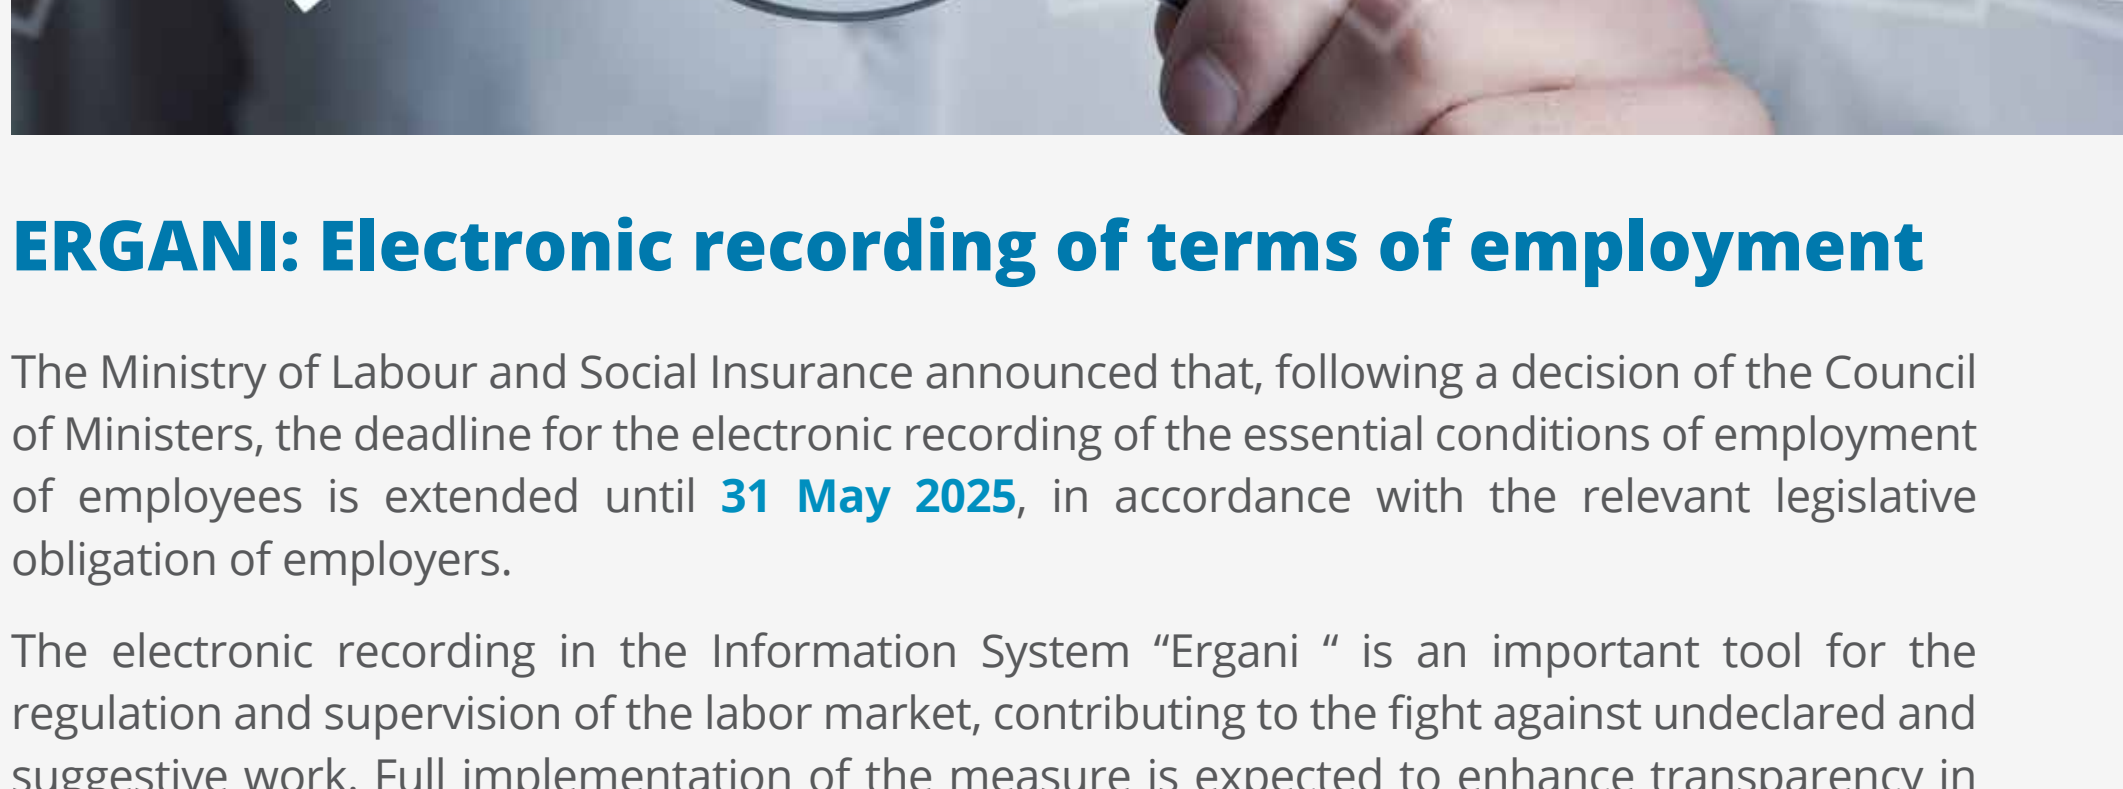 ERGANI: Electronic recording of terms of employment
The Ministry of Labour and Social Insurance announced that, following a decision of the Council
of Ministers, the deadline for the electronic recording of the essential conditions of employment
of employees is extended until 31 May 2025, in accordance with the relevant legislative
obligation of employers.
The electronic recording in the Information System “Ergani “ is an important tool for the
regulation and supervision of the labor market, contributing to the fight against undeclared and
suggestive work. Full implementation of the measure is expected to enhance transparency in